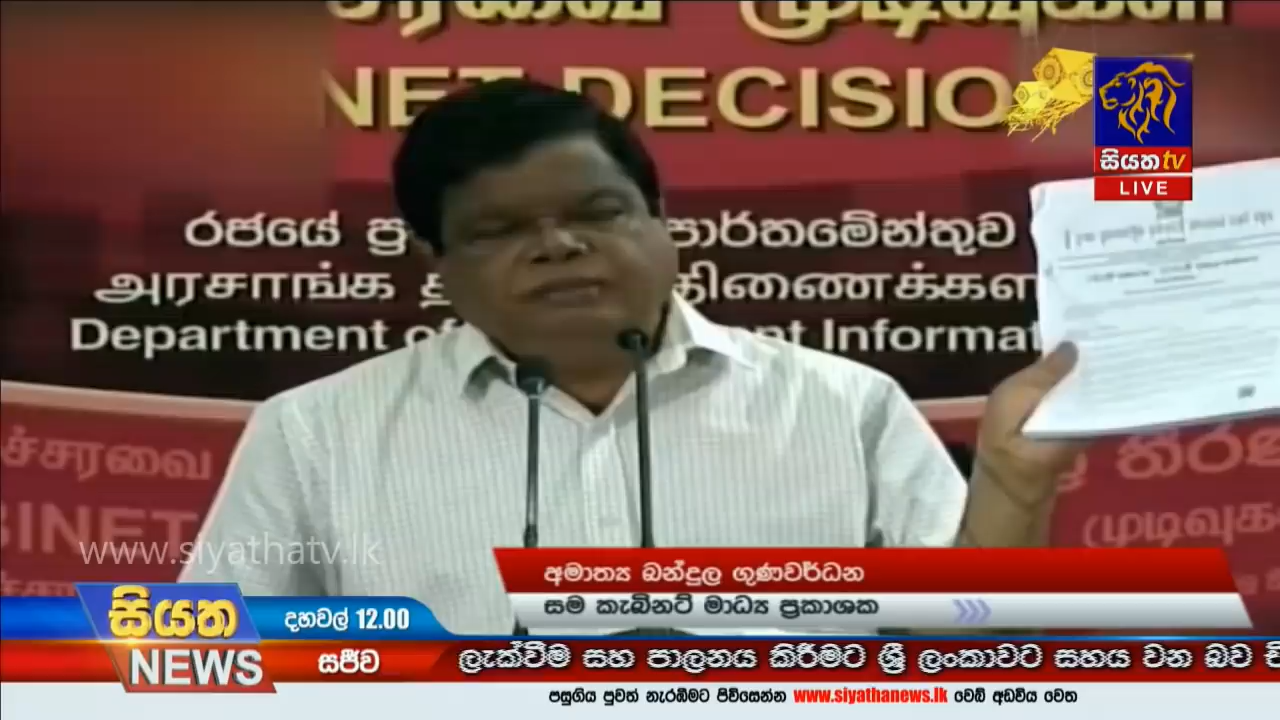 முடிவுகள்
NET DECISIO
සියත tv
LIVE
රජයේ ප්‍ර පාර්තමේන්තුව
அரசாங்க த திணைக்கள
Department of nt Informat
ච්சரவை
BINET
තීරණ
முடிவுக
www.siyathatv.lk
අමාත්‍ය බන්දුල ගුණවර්ධන
සම කැබිනට් මාධ්‍ය ප්‍රකාශක
සියත
NEWS
දහවල් 12.00
සජීව
ලැක්වීම සහ පාලනය කිරීමට ශ්‍රී ලංකාවට සහය වන බව
පසුගිය පුවත් නැරඹීමට පිවිසෙන්න www.siyathanews.lk වෙබ් අඩවිය වෙත